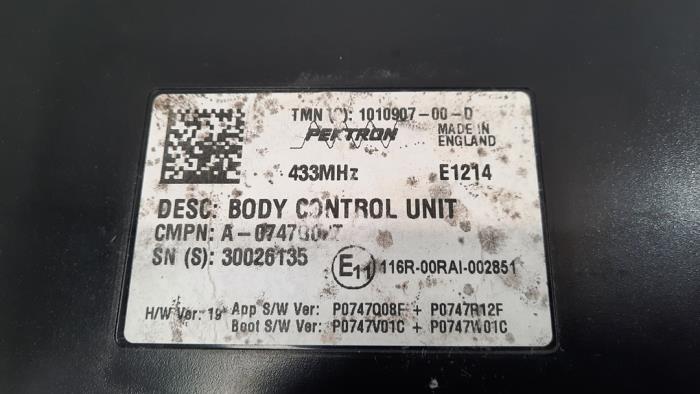 TMN : 1010907-00-D
PEKTRON
MADE IN
ENGLAND
433MHz
E1214
DESC: BODY CONTROL UNIT
CMPN:
SN (S): 30026135
E11 116R-00RAI-002851
H/W Ver: 19
App S/W Ver: P0747Q08F + P0747R12F
Boot S/W Ver: P0747V01C + P0747W01C